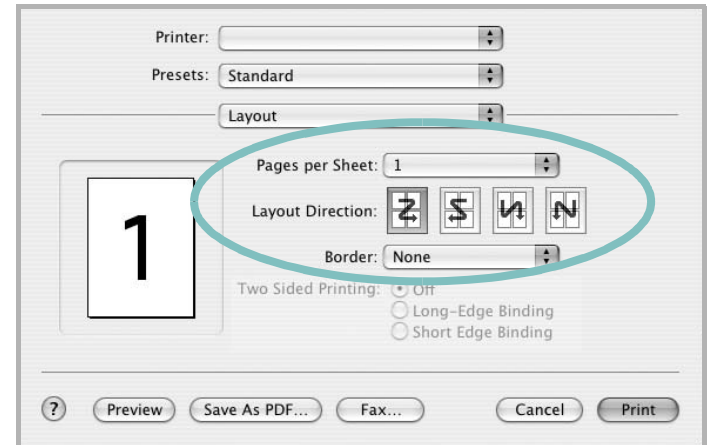 Printer:
Presets: Standard
Layout
Pages per Sheet: 1
Layout Direction:
1
Border: None
Two Sided Printing: Off
Long-Edge Binding
Short Edge Binding
? Preview Save As PDF... Fax... Cancel Print